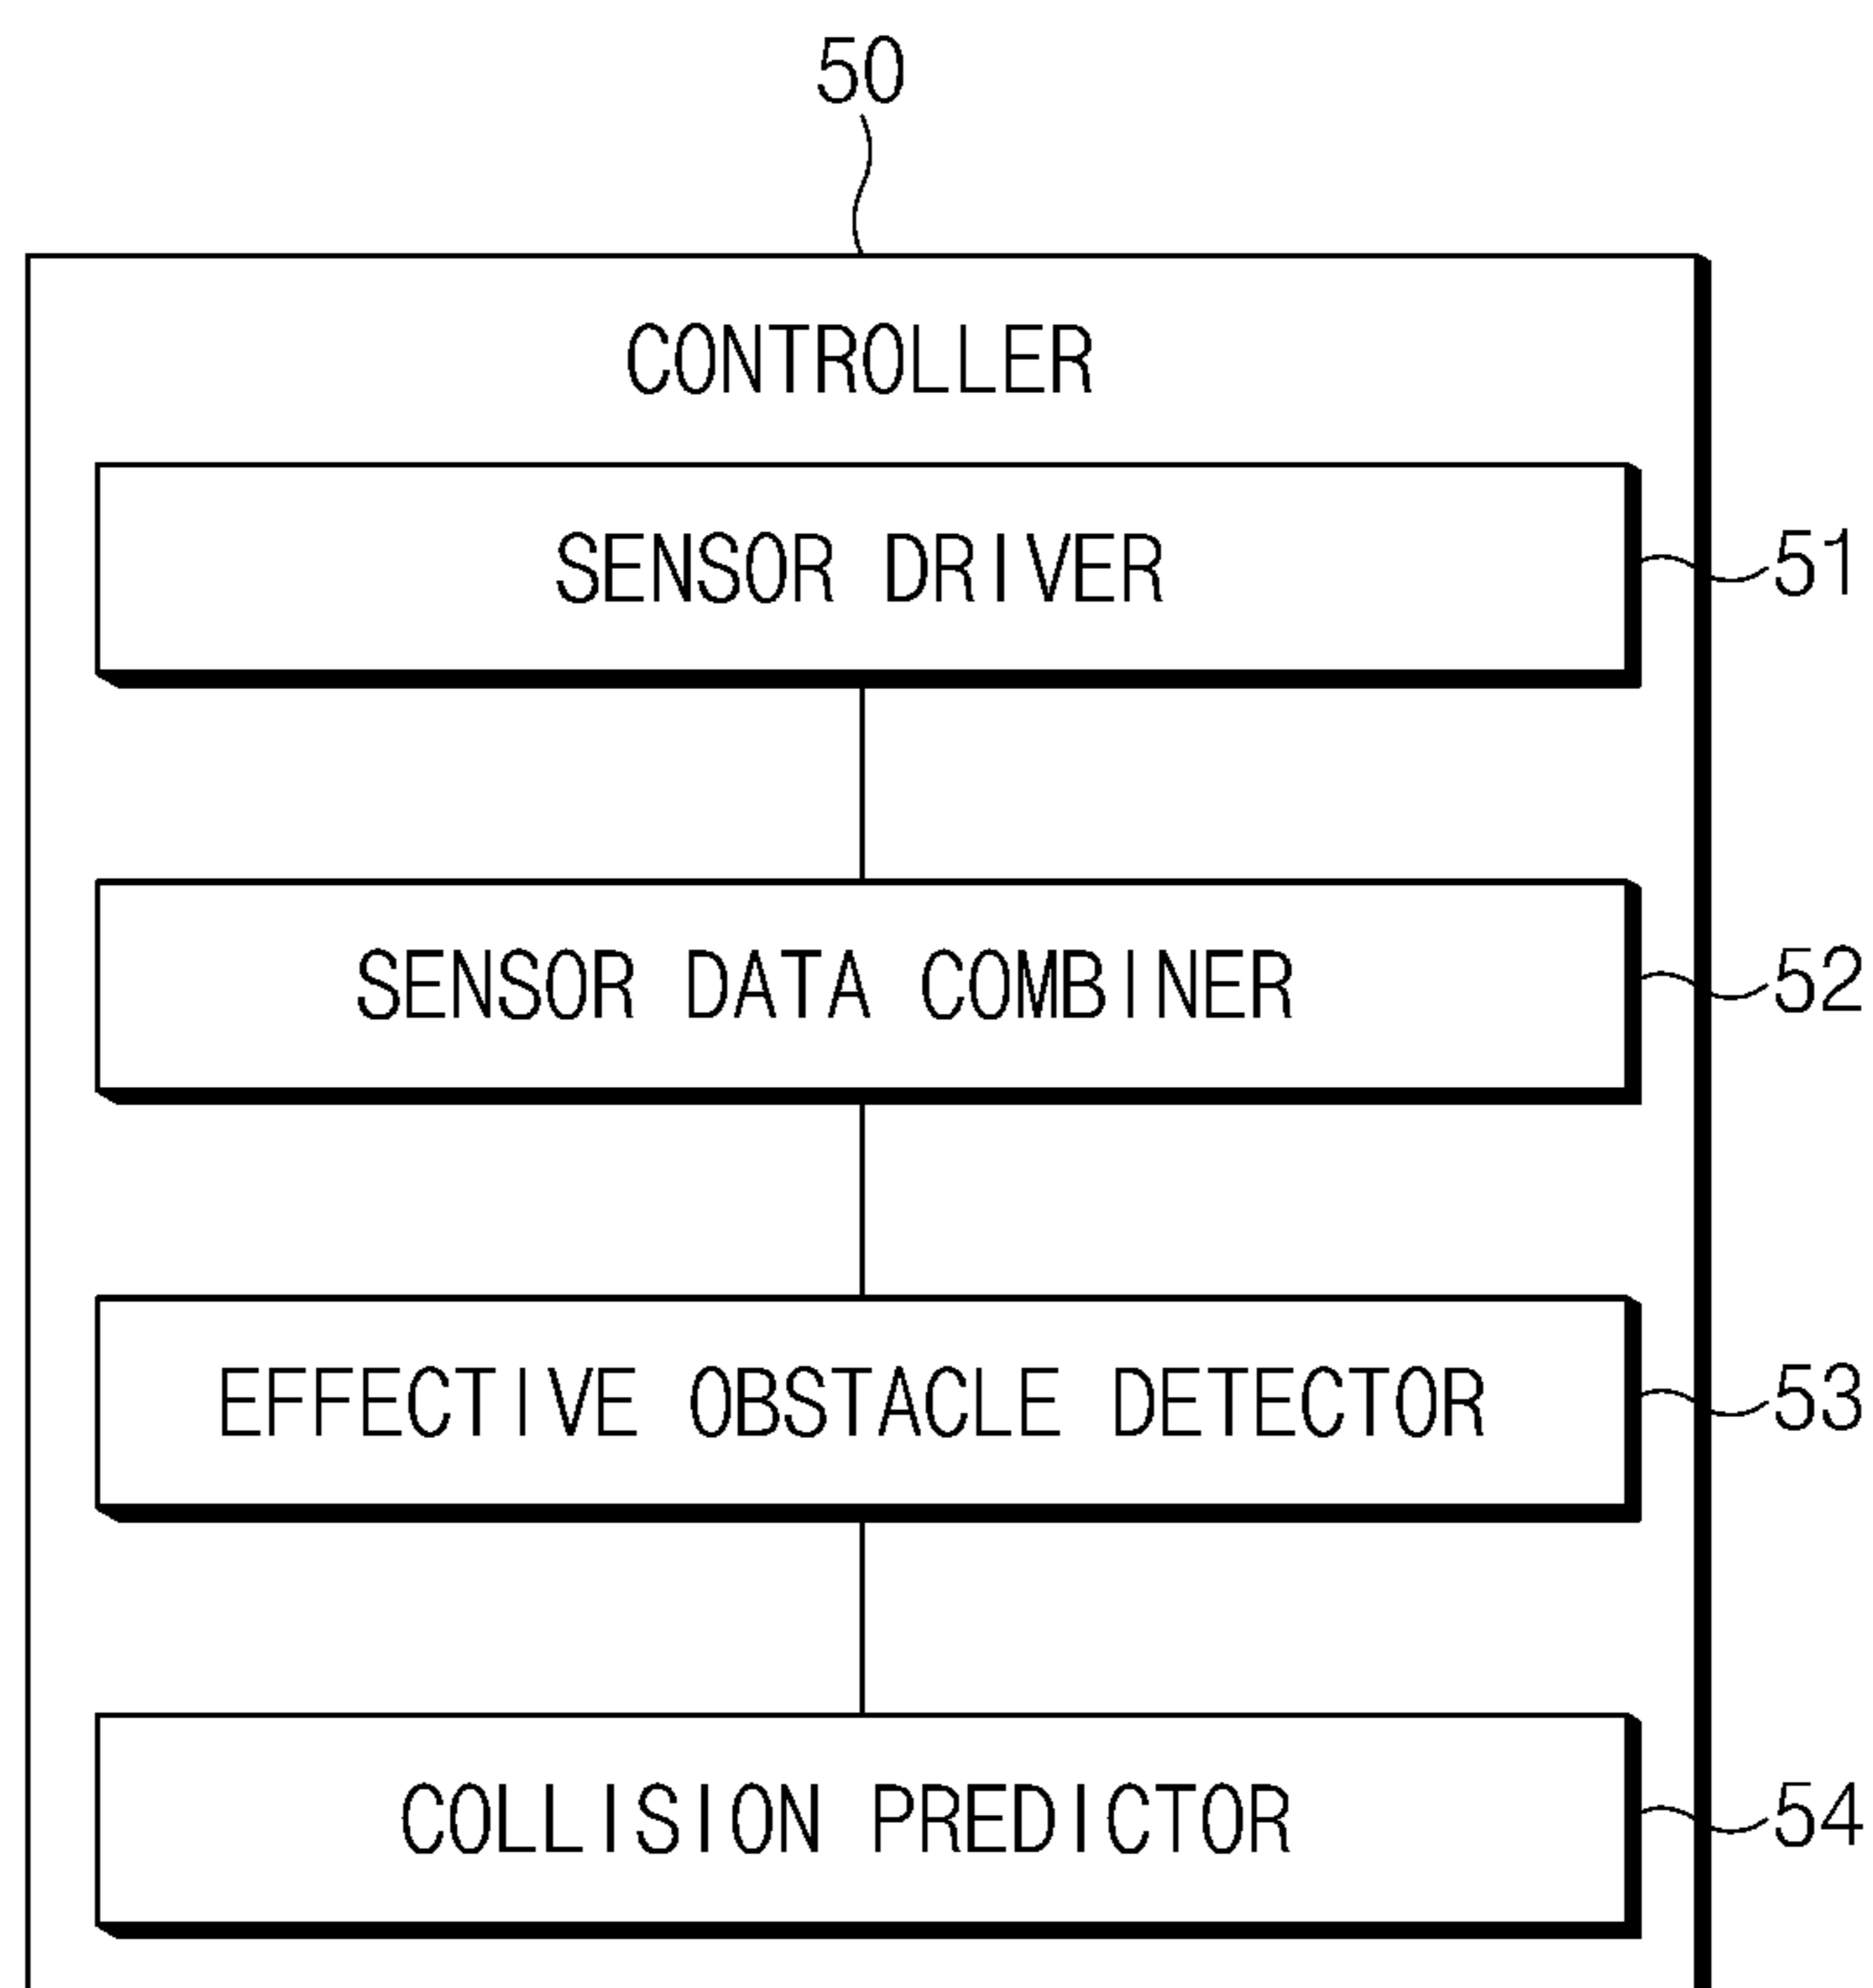 50
CONTROLLER
SENSOR DRIVER
51
SENSOR DATA COMBINER
52
EFFECTIVE OBSTACLE DETECTOR
53
COLLISION PREDICTOR
54